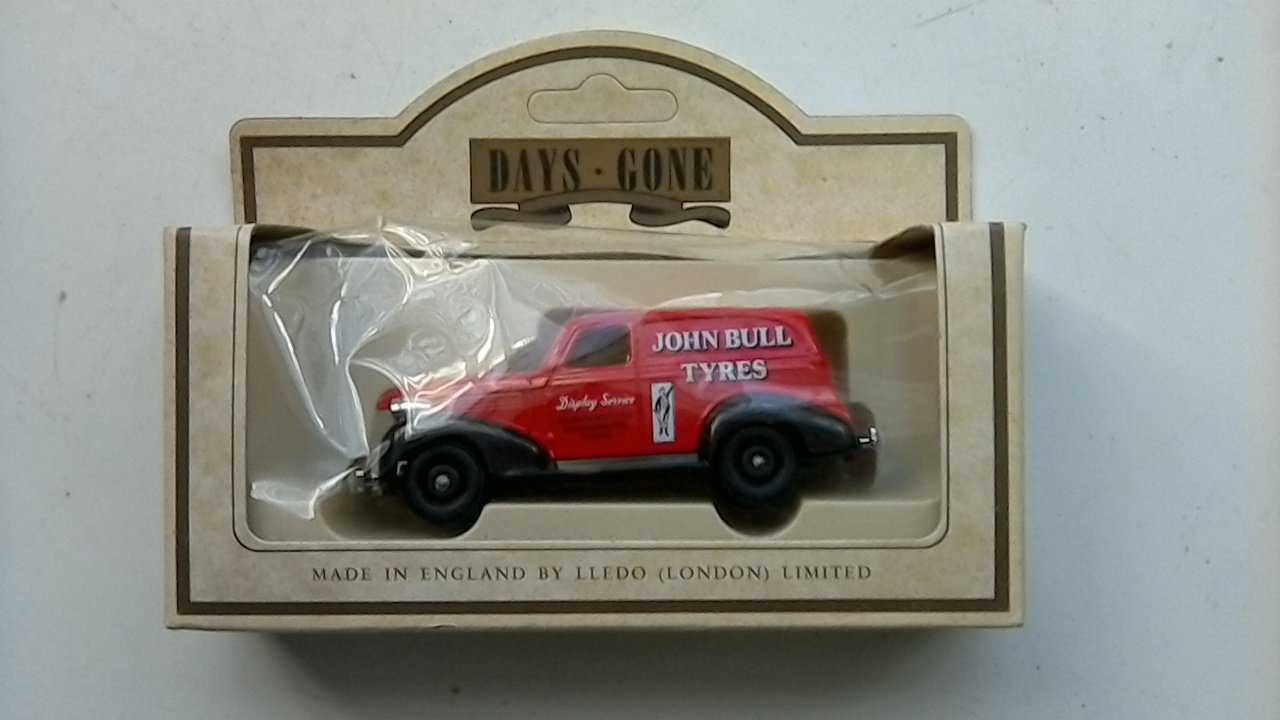 DAYS · GONE
JOHN BULL
TYRES
Display Service
MADE IN ENGLAND BY LLEDO (LONDON) LIMITED